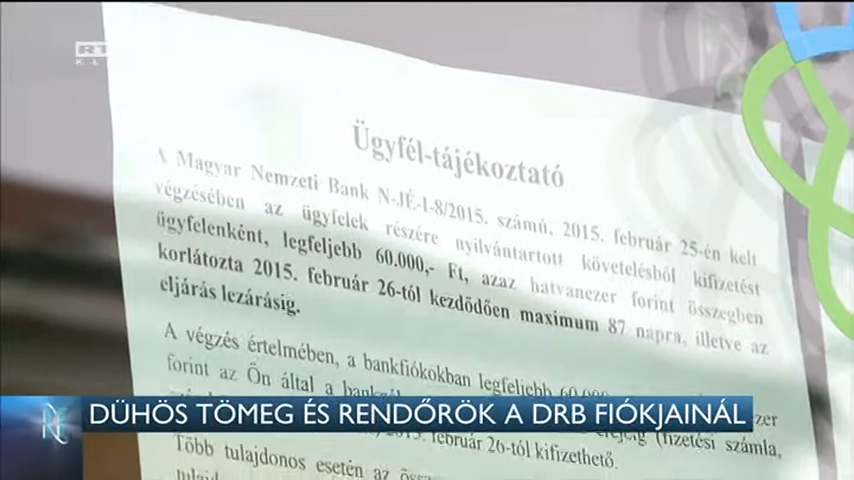 RTL
KLUB
Ügyfél-tájékoztató
A Magyar Nemzeti Bank N-JÉ-I-8/2015. számú, 2015. február 25-én kelt
végzésében az ügyfelek részére nyilvántartott követelésből kifizetést
ügyfelenként, legfeljebb 60.000,- Ft, azaz hatvanezer forint összegben
korlátozta 2015. február 26-tól kezdődően maximum 87 napra, illetve az
eljárás lezárásig.
A végzés értelmében, a bankfiókokban legfeljebb
forint az Ön által a
(fizetési számla,
február 26-tól kifizethető.
Több tulajdonos esetén az
DÜHÖS TÖMEG ÉS RENDŐRÖK A DRB FIÓKJAINÁL